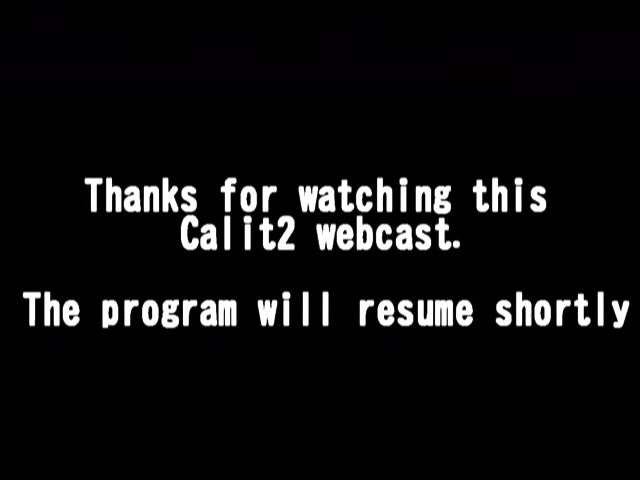 Thanks for watching this
Calit2 webcast.
The program will resume shortly